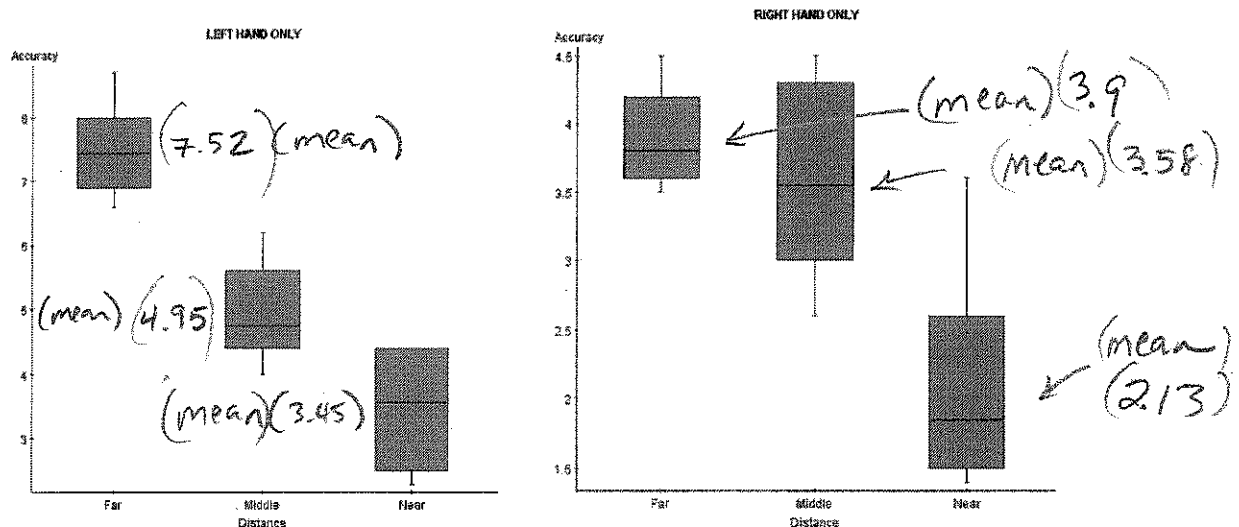 LEFT HAND ONLY
Accuracy
8
7
6
5
4
3
(7.52)(mean)
(mean)(4.95)
(mean)(3.45)
Far
Middle
Near
Distance
RIGHT HAND ONLY
Accuracy
4.5
4
3.5
3
2.5
2
1.5
(mean)(3.9)
(mean)(3.58)
(mean)
(2.13)
Far
Middle
Near
Distance